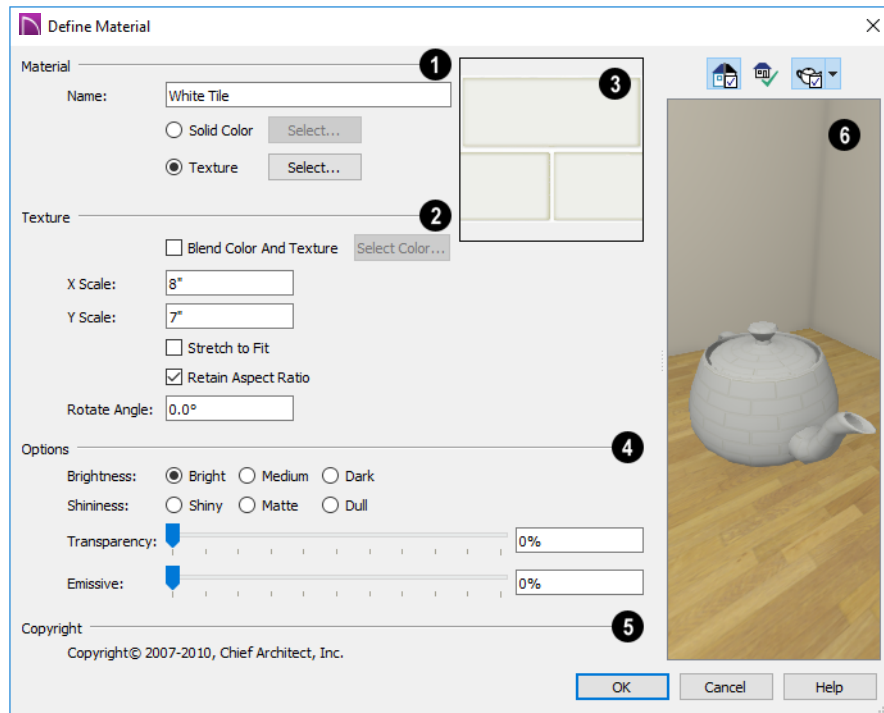 Define Material
Material 1
Name: White Tile
Solid Color Select...
Texture Select...
3
6
Texture 2
Blend Color And Texture Select Color...
X Scale: 8"
Y Scale: 7"
Stretch to Fit
Retain Aspect Ratio
Rotate Angle: 0.0°
Options 4
Brightness: Bright Medium Dark
Shininess: Shiny Matte Dull
Transparency: 0%
Emissive: 0%
Copyright 5
Copyright© 2007-2010, Chief Architect, Inc.
OK Cancel Help